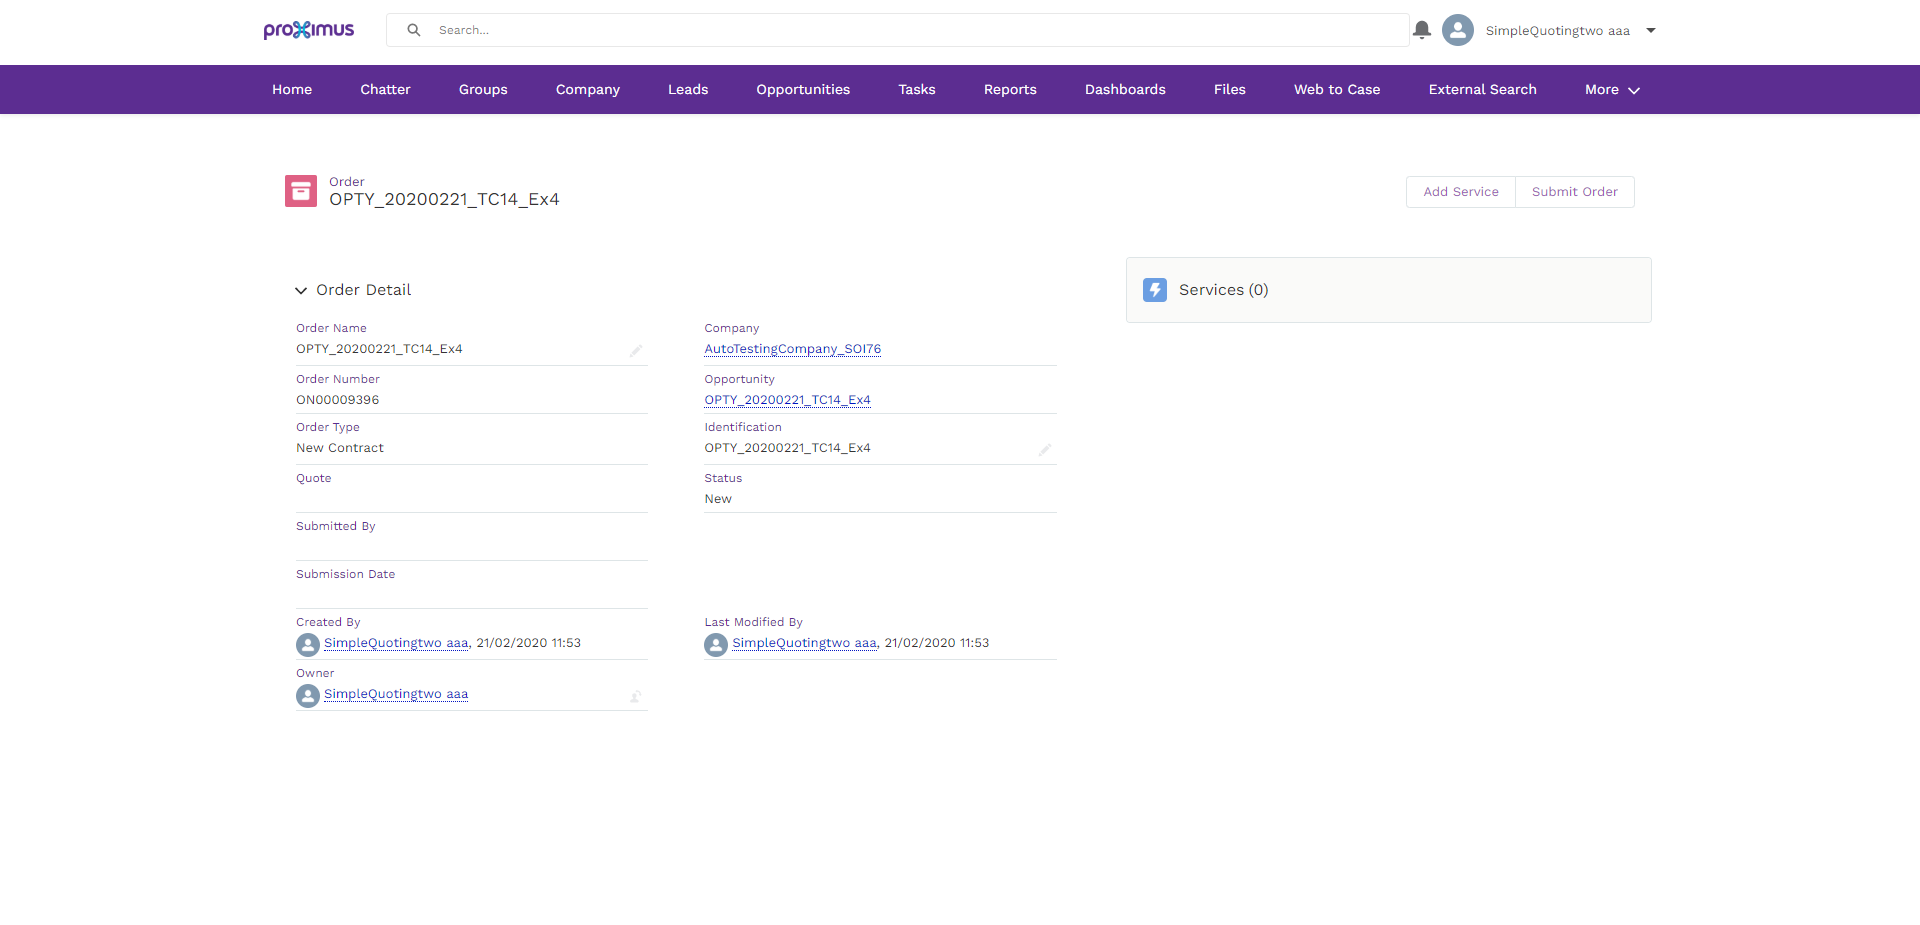 proximus
Search...
SimpleQuotingtwo aaa
Home Chatter Groups Company Leads Opportunities Tasks Reports Dashboards Files Web to Case External Search More
Order
OPTY_20200221_TC14_Ex4
Add Service Submit Order
Order Detail
Services (0)
Order Name
OPTY_20200221_TC14_Ex4
Company
AutoTestingCompany_SOI76
Order Number
ON00009396
Opportunity
OPTY_20200221_TC14_Ex4
Order Type
New Contract
Identification
OPTY_20200221_TC14_Ex4
Quote
Status
New
Submitted By
Submission Date
Created By
SimpleQuotingtwo aaa, 21/02/2020 11:53
Last Modified By
SimpleQuotingtwo aaa, 21/02/2020 11:53
Owner
SimpleQuotingtwo aaa